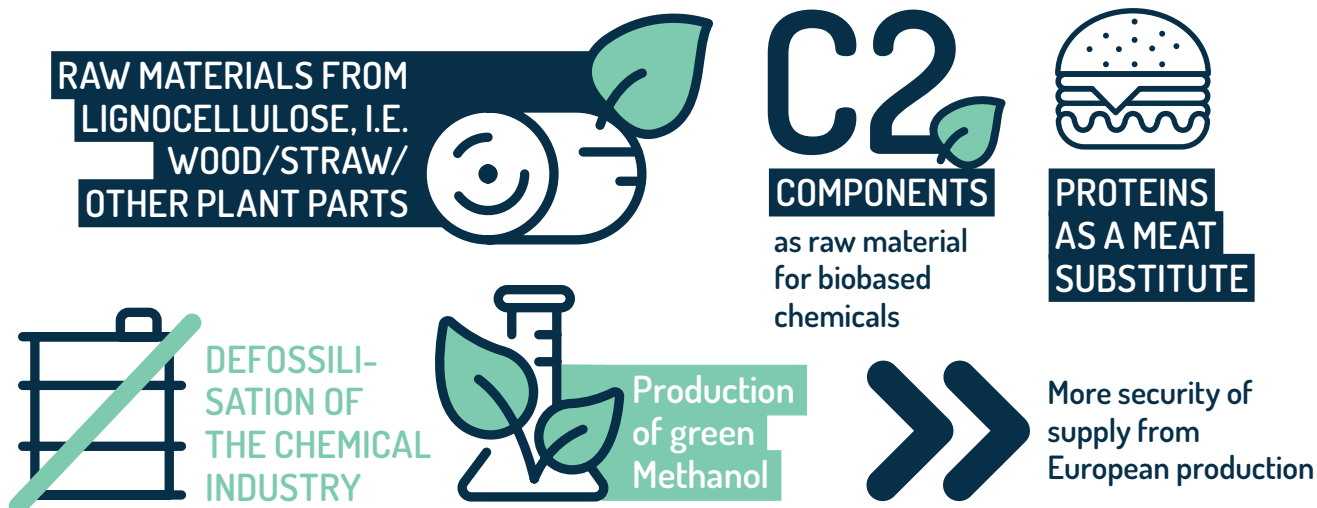 RAW MATERIALS FROM
LIGNOCELLULOSE, I.E.
WOOD/STRAW/
OTHER PLANT PARTS
C2
COMPONENTS
as raw material
for biobased
chemicals
PROTEINS
AS A MEAT
SUBSTITUTE
DEFOSSILI-
SATION OF
THE CHEMICAL
INDUSTRY
Production
of green
Methanol
More security of
supply from
European production